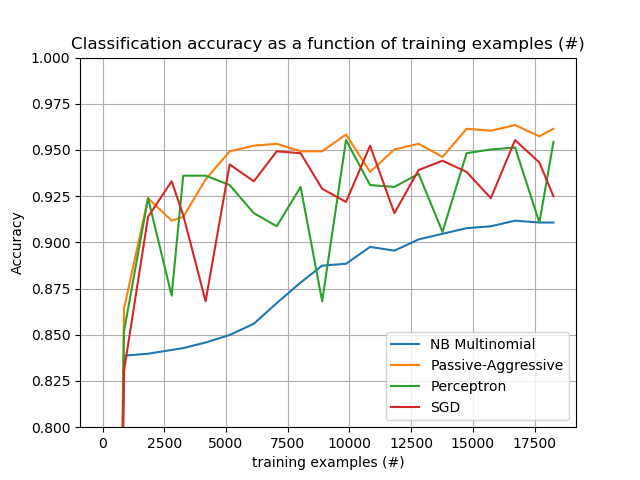 Classification accuracy as a function of training examples (#)
1.000
0.975
0.950
0.925
0.900
0.875
0.850
0.825
0.800
Accuracy
0 2500 5000 7500 10000 12500 15000 17500
training examples (#)
NB Multinomial
Passive-Aggressive
Perceptron
SGD